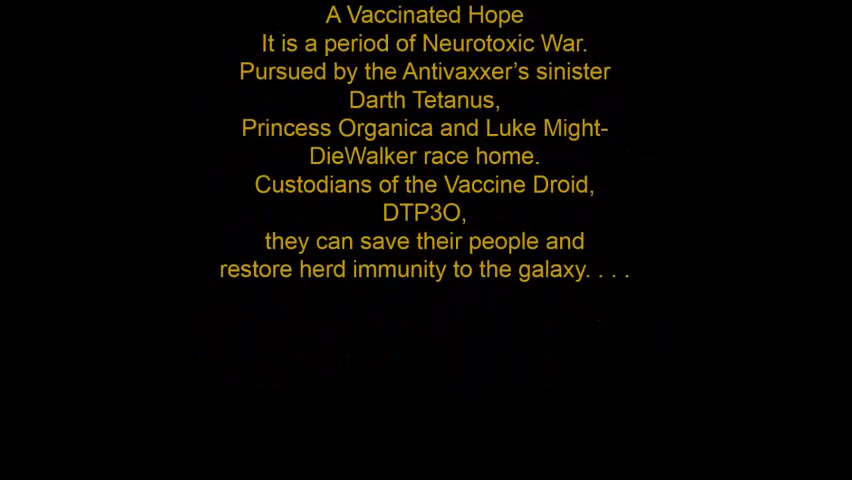 A Vaccinated Hope
It is a period of Neurotoxic War.
Pursued by the Antivaxxer’s sinister
Darth Tetanus,
Princess Organica and Luke Might-
DieWalker race home.
Custodians of the Vaccine Droid,
DTP3O,
they can save their people and
restore herd immunity to the galaxy. . . .